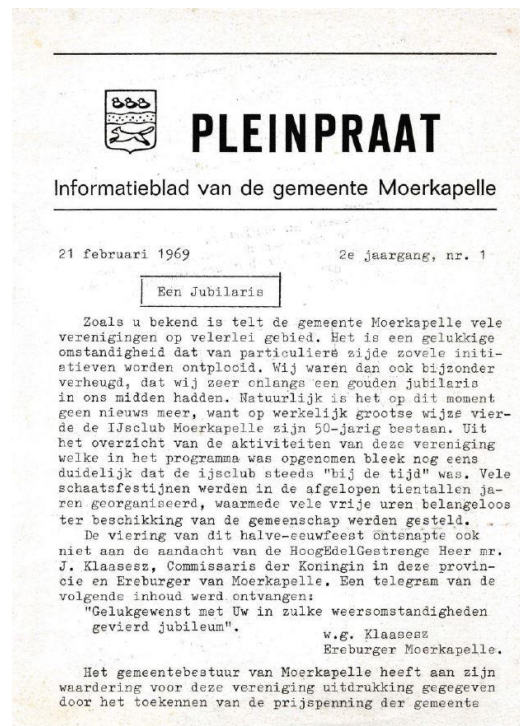 PLEINPRAAT
Informatieblad van de gemeente Moerkapelle
21 februari 1969 2e jaargang, nr. 1
Een Jubilaris
Zoals u bekend is telt de gemeente Moerkapelle vele
verenigingen op velerlei gebied. Het is een gelukkige
omstandigheid dat van particuliere zijde zovele initi-
atieven worden ontplooid. Wij waren dan ook bijzonder
verheugd, dat wij zeer onlangs een gouden jubilaris
in ons midden hadden. Natuurlijk is het op dit moment
geen nieuws meer, want op werkelijk grootse wijze vier-
de de IJsclub Moerkapelle zijn 50-jarig bestaan. Uit
het overzicht van de aktiviteiten van deze vereniging
welke in het programma was opgenomen bleek nog eens
duidelijk dat de ijsclub steeds "bij de tijd" was. Vele
schaatsfestijnen werden in de afgelopen tientallen ja-
ren georganiseerd, waarmede vele vrije uren belangeloos
ter beschikking van de gemeenschap werden gesteld.
De viering van dit halve-eeuwfeest ontsnapte ook
niet aan de aandacht van de HoogEdelGestrenge Heer mr.
J. Klaasesz, Commissaris der Koningin in deze provin-
cie en Ereburger van Moerkapelle. Een telegram van de
volgende inhoud werd ontvangen:
"Gelukgewenst met Uw in zulke weersomstandigheden
gevierd jubileum".
w.g. Klaasesz
Ereburger Moerkapelle.
Het gemeentebestuur van Moerkapelle heeft aan zijn
waardering voor deze vereniging uitdrukking gegegeven
door het toekennen van de prijspenning der gemeente